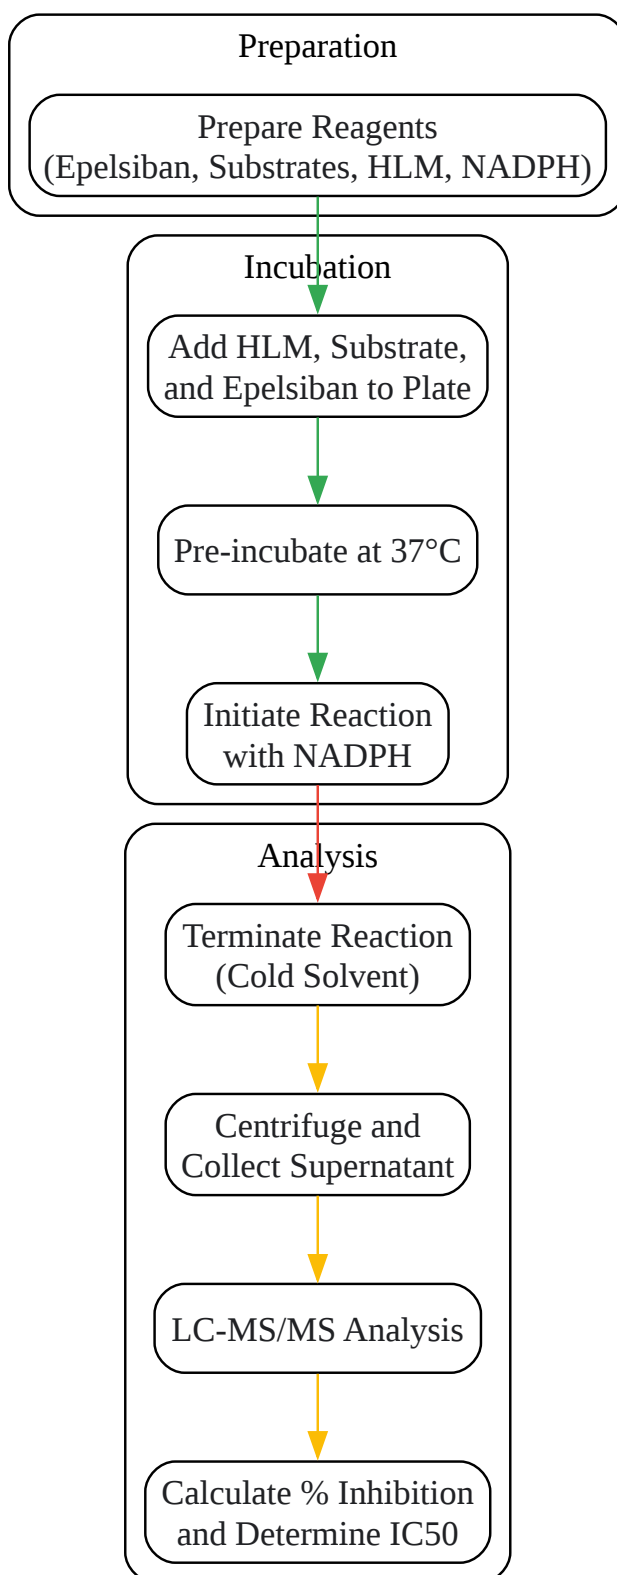 Preparation
Prepare Reagents
(Epelsiban, Substrates, HLM, NADPH)
Incubation
Add HLM, Substrate,
and Epelsiban to Plate
Pre-incubate at 37°C
Initiate Reaction
with NADPH
Analysis
Terminate Reaction
(Cold Solvent)
Centrifuge and
Collect Supernatant
LC-MS/MS Analysis
Calculate % Inhibition
and Determine IC50